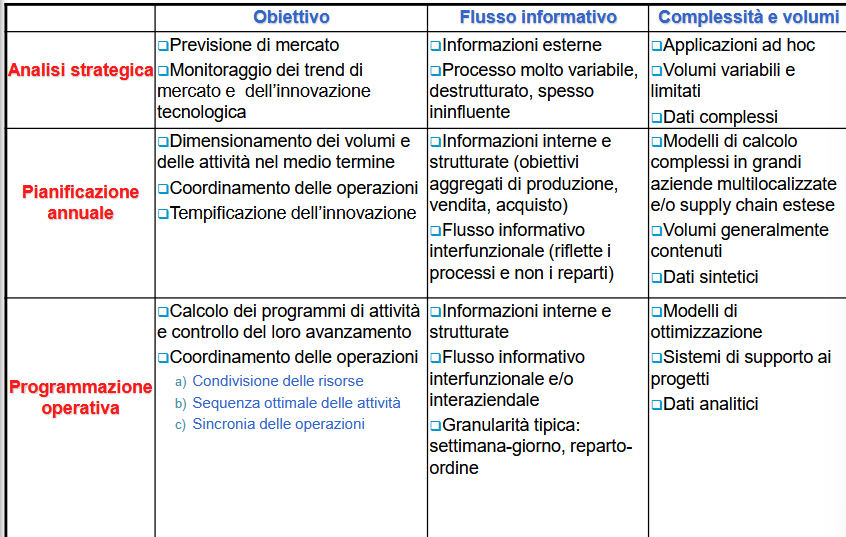 Obiettivo
Flusso informativo
Complessità e volumi
Analisi strategica
❑Previsione di mercato
❑Monitoraggio dei trend di
mercato e dell’innovazione
tecnologica
❑Informazioni esterne
❑Processo molto variabile,
destrutturato, spesso
ininfluente
❑Applicazioni ad hoc
❑Volumi variabili e
limitati
❑Dati complessi
Pianificazione
annuale
❑Dimensionamento dei volumi e
delle attività nel medio termine
❑Coordinamento delle operazioni
❑Tempificazione dell’innovazione
❑Informazioni interne e
strutturate (obiettivi
aggregati di produzione,
vendita, acquisto)
❑Flusso informativo
interfunzionale (riflette i
processi e non i reparti)
❑Modelli di calcolo
complessi in grandi
aziende multilocalizzate
e/o supply chain estese
❑Volumi generalmente
contenuti
❑Dati sintetici
Programmazione
operativa
❑Calcolo dei programmi di attività
e controllo del loro avanzamento
❑Coordinamento delle operazioni
a) Condivisione delle risorse
b) Sequenza ottimale delle attività
c) Sincronia delle operazioni
❑Informazioni interne e
strutturate
❑Flusso informativo
interfunzionale e/o
interaziendale
❑Granularità tipica:
settimana-giorno, reparto-
ordine
❑Modelli di
ottimizzazione
❑Sistemi di supporto ai
progetti
❑Dati analitici